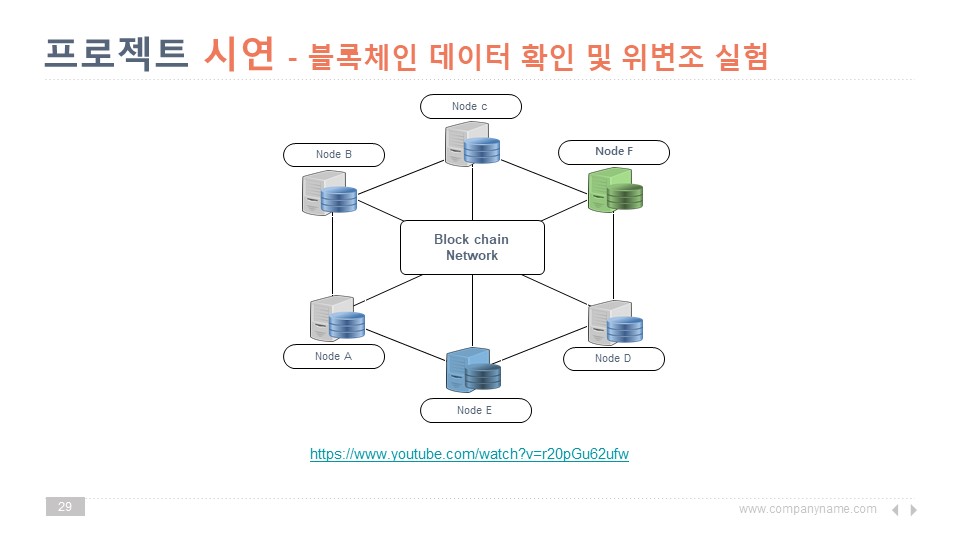 프로젝트 시연 - 블록체인 데이터 확인 및 위변조 실험
Node c
Node B
Node F
Block chain
Network
Node A
Node D
Node E
https://www.youtube.com/watch?v=r20pGu62ufw
29
www.companyname.com